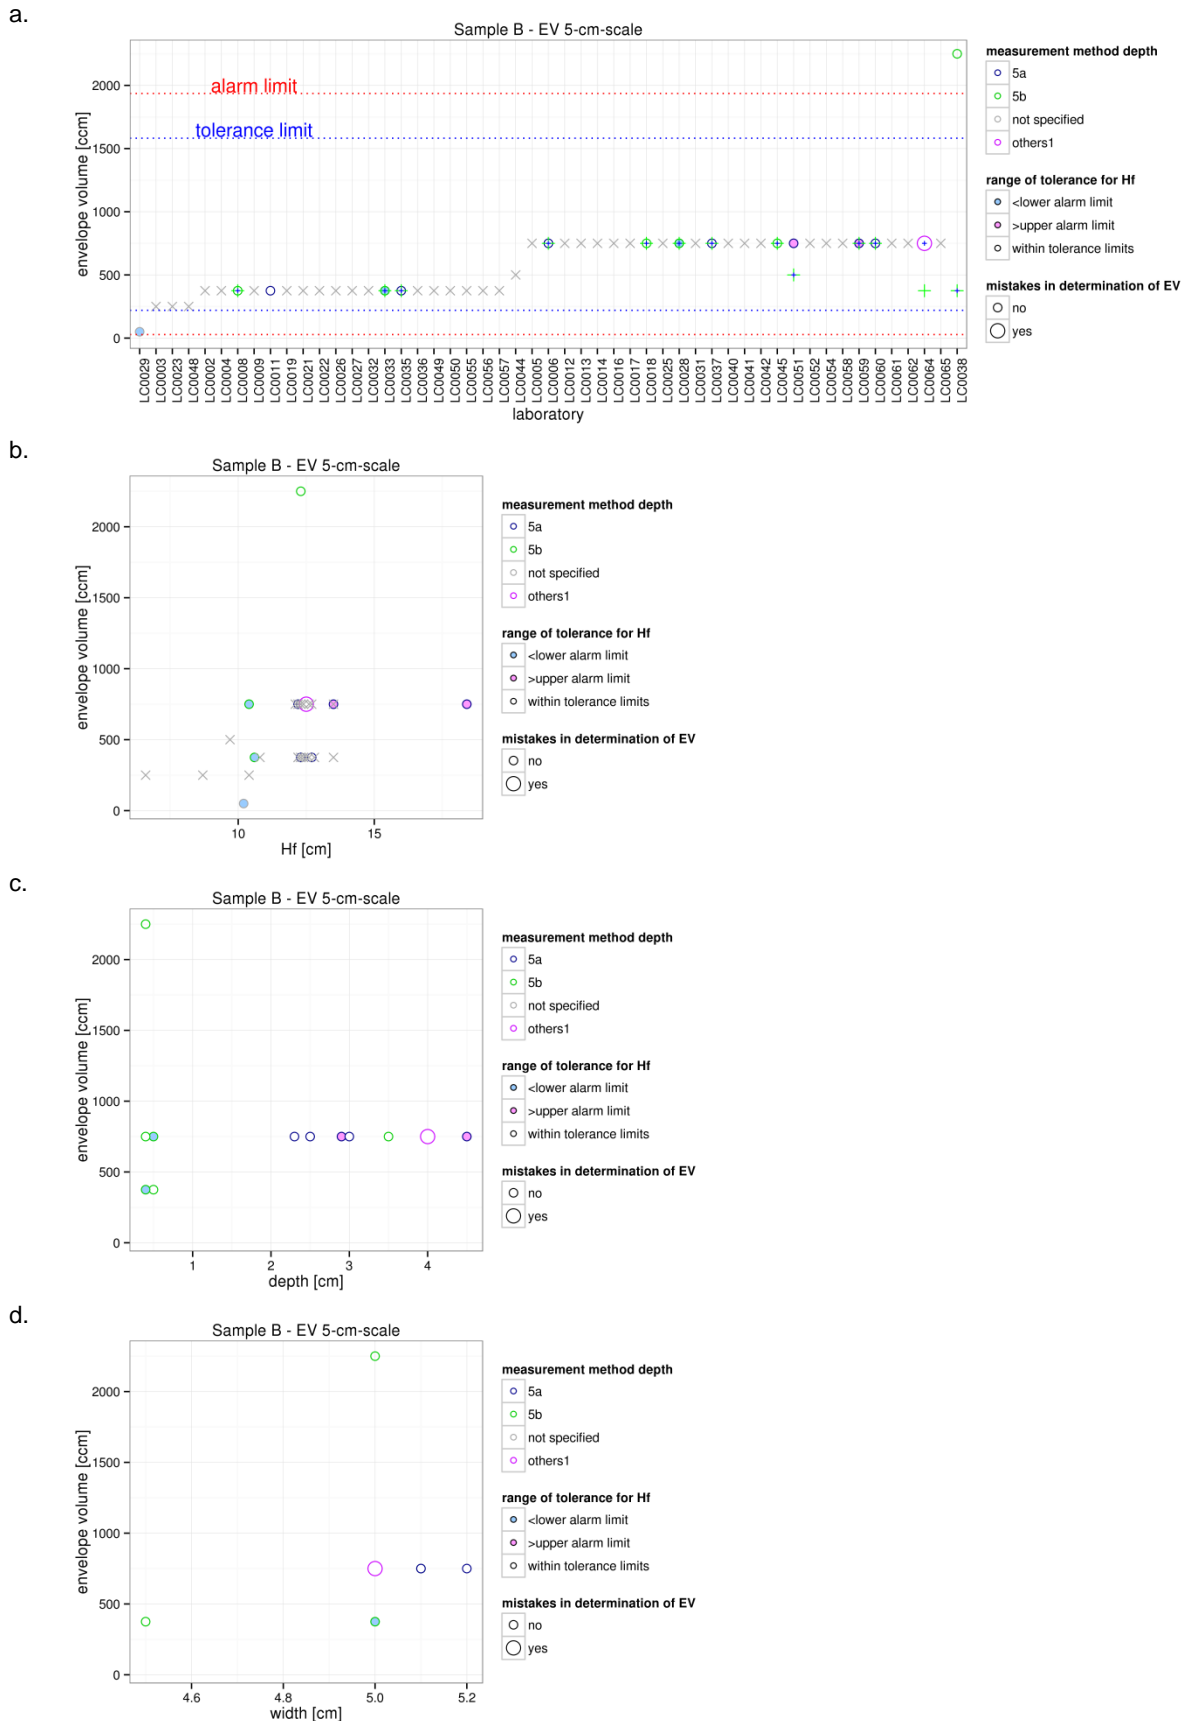 a.
Sample B - EV 5-cm-scale
envelope volume [ccm]
2000
1500
1000
500
0
alarm limit
tolerance limit
LC0029
LC0003
LC0023
LC0048
LC0002
LC0004
LC0008
LC0009
LC0011
LC0019
LC0021
LC0022
LC0026
LC0027
LC0032
LC0033
LC0035
LC0036
LC0049
LC0050
LC0055
LC0056
LC0057
LC0044
LC0005
LC0006
LC0012
LC0013
LC0014
LC0016
LC0017
LC0018
LC0025
LC0028
LC0031
LC0037
LC0040
LC0041
LC0042
LC0045
LC0051
LC0052
LC0054
LC0058
LC0059
LC0060
LC0061
LC0062
LC0064
LC0065
LC0038
laboratory
measurement method depth
5a
5b
not specified
others1
range of tolerance for Hf
<lower alarm limit
>upper alarm limit
within tolerance limits
mistakes in determination of EV
no
yes
b.
Sample B - EV 5-cm-scale
envelope volume [ccm]
2000
1500
1000
500
0
10
15
Hf [cm]
measurement method depth
5a
5b
not specified
others1
range of tolerance for Hf
<lower alarm limit
>upper alarm limit
within tolerance limits
mistakes in determination of EV
no
yes
c.
Sample B - EV 5-cm-scale
envelope volume [ccm]
2000
1500
1000
500
0
1
2
3
4
depth [cm]
measurement method depth
5a
5b
not specified
others1
range of tolerance for Hf
<lower alarm limit
>upper alarm limit
within tolerance limits
mistakes in determination of EV
no
yes
d.
Sample B - EV 5-cm-scale
envelope volume [ccm]
2000
1500
1000
500
0
4.6
4.8
5.0
5.2
width [cm]
measurement method depth
5a
5b
not specified
others1
range of tolerance for Hf
<lower alarm limit
>upper alarm limit
within tolerance limits
mistakes in determination of EV
no
yes